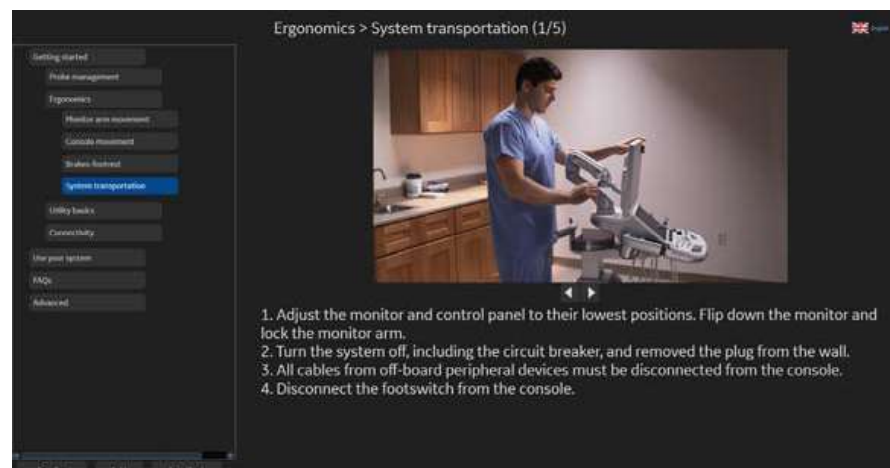 Ergonomics > System transportation (1/5)
English
Getting started
Probe management
Ergonomics
Monitor arm movement
Console movement
Brakes-footrest
System transportation
Utility basics
Connectivity
Use your system
FAQs
Advanced
1. Adjust the monitor and control panel to their lowest positions. Flip down the monitor and
lock the monitor arm.
2. Turn the system off, including the circuit breaker, and removed the plug from the wall.
3. All cables from off-board peripheral devices must be disconnected from the console.
4. Disconnect the footswitch from the console.